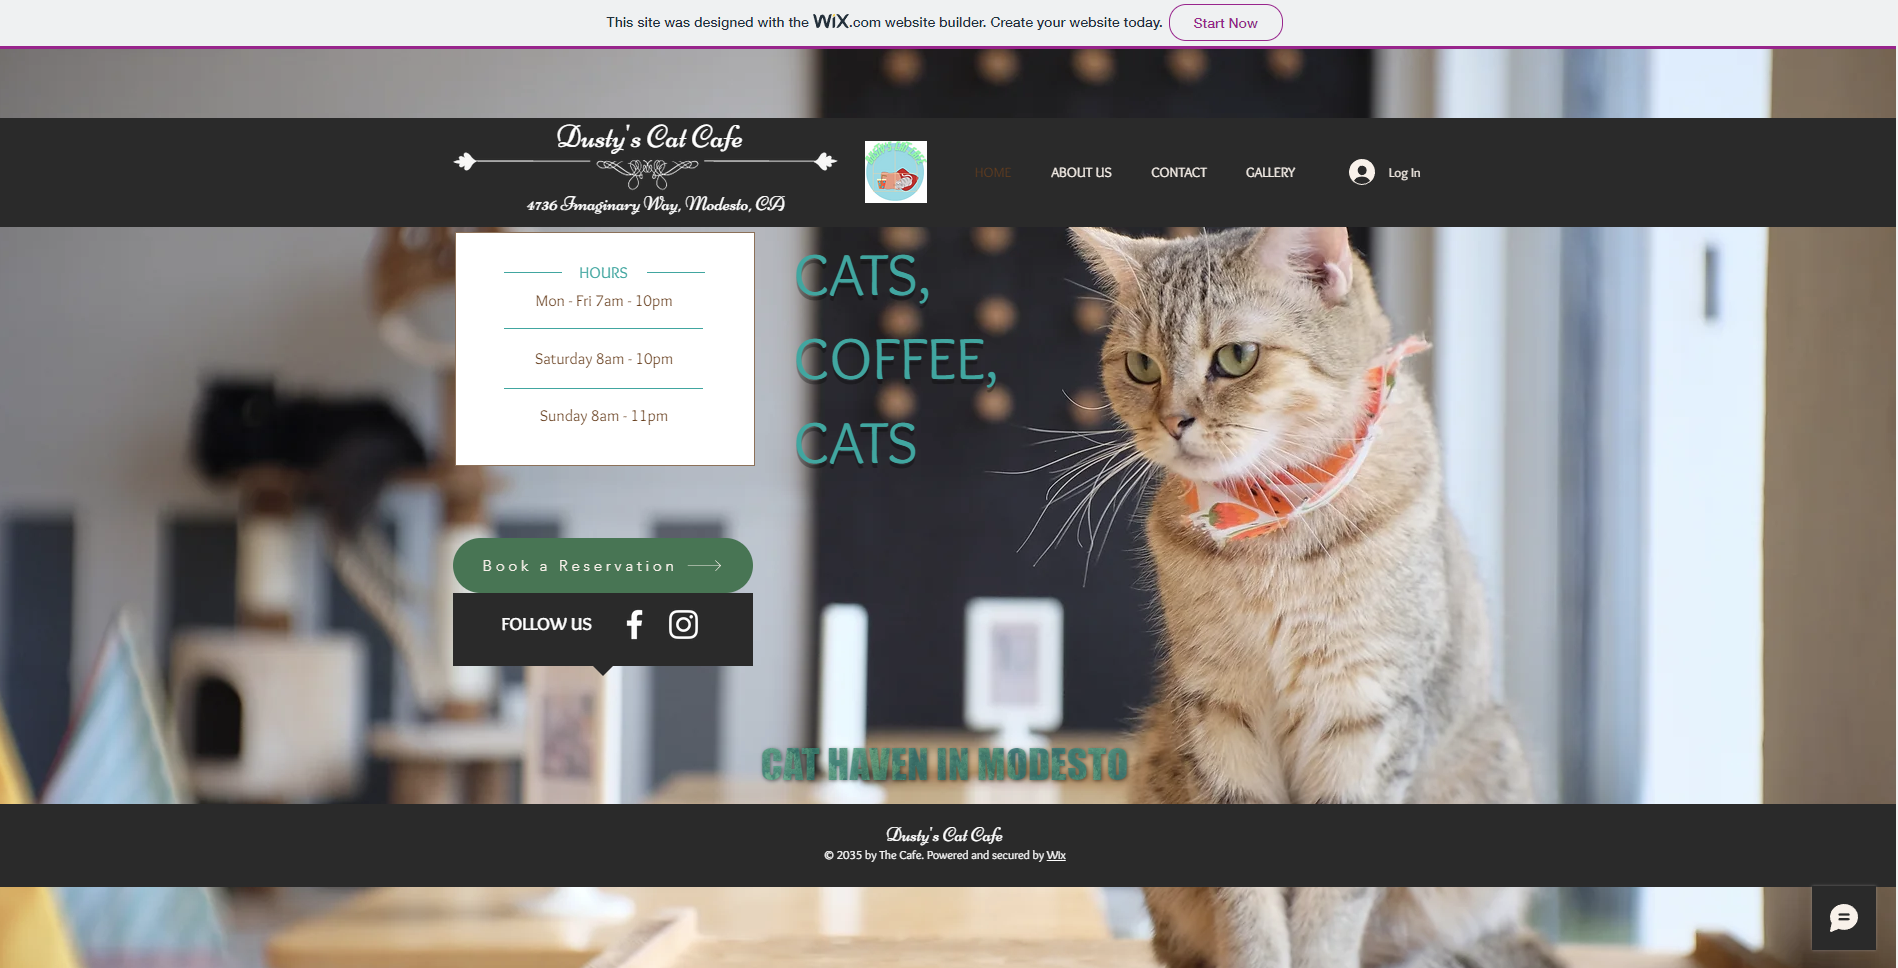 This site was designed with the WiX.com website builder. Create your website today. Start Now
Dusty's Cat Cafe
4736 Imaginary Way, Modesto, CA
HOME ABOUT US CONTACT GALLERY Log In
HOURS
Mon - Fri 7am - 10pm
Saturday 8am - 10pm
Sunday 8am - 11pm
CATS,
COFFEE,
CATS
Book a Reservation
FOLLOW US
CAT HAVEN IN MODESTO
Dusty's Cat Cafe
© 2035 by The Cafe. Powered and secured by Wix